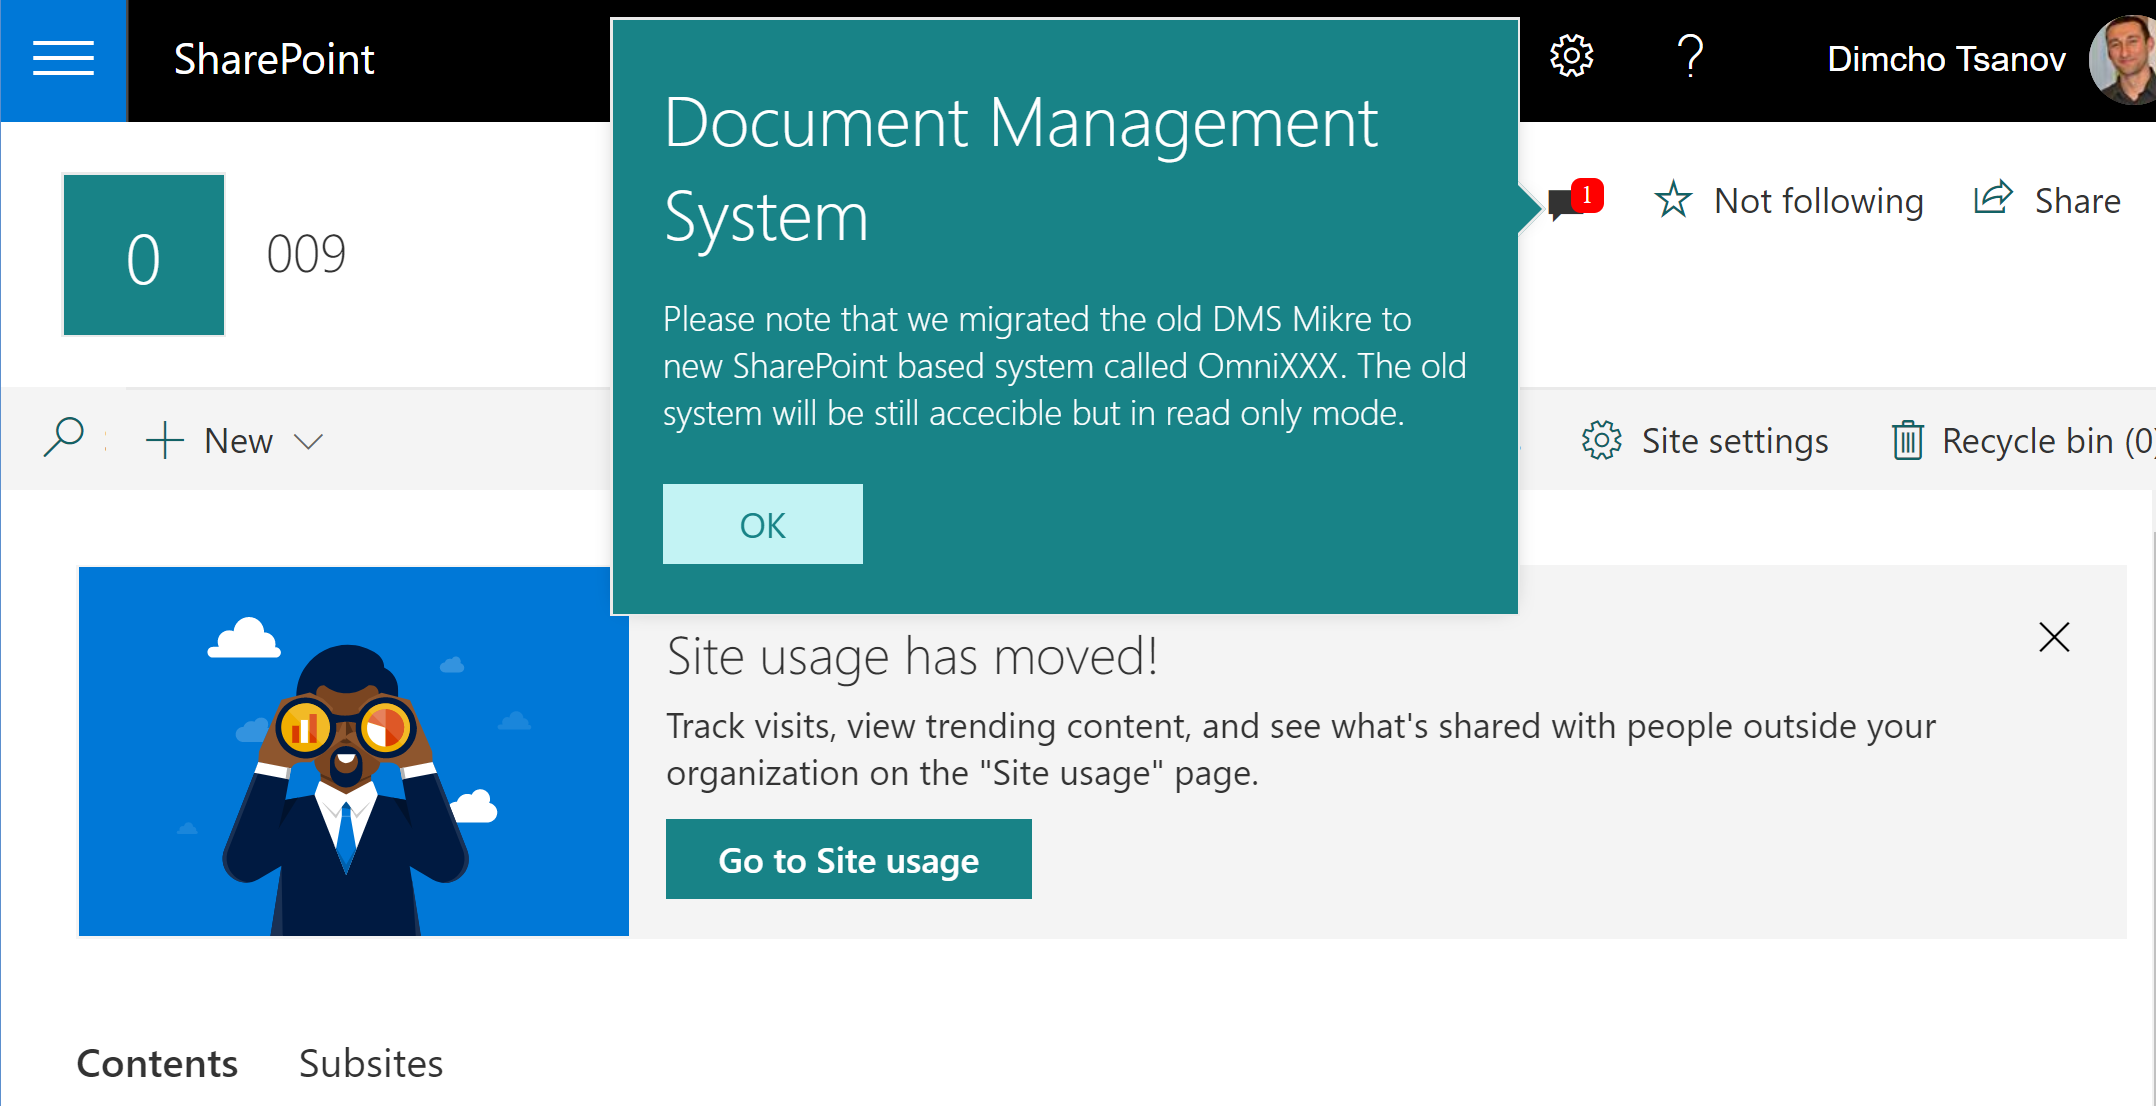 SharePoint
Dimcho Tsanov
Document Management
System
Please note that we migrated the old DMS Mikre to
new SharePoint based system called OmniXXX. The old
system will be still accecible but in read only mode.
OK
1
Not following
Share
0
009
New
Site settings
Recycle bin (0)
Site usage has moved!
Track visits, view trending content, and see what's shared with people outside your
organization on the "Site usage" page.
Go to Site usage
Contents
Subsites